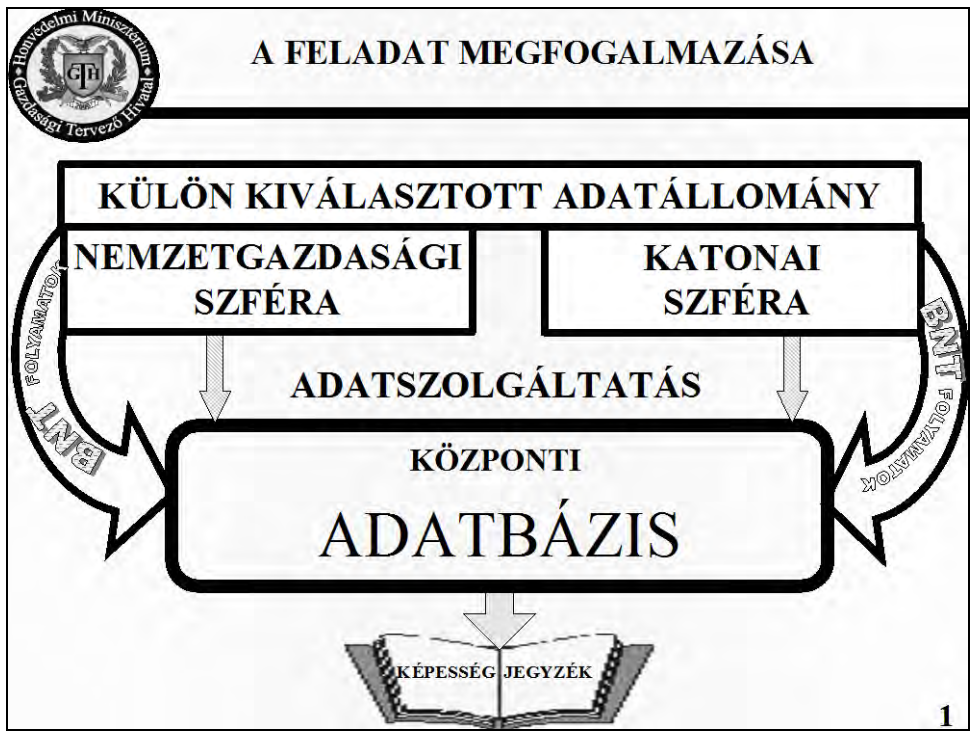 Honvédelmi Minisztérium
Gazdasági Tervező Hivatal
GTH
A FELADAT MEGFOGALMAZÁSA
KÜLÖN KIVÁLASZTOTT ADATÁLLOMÁNY
NEMZETGAZDASÁGI
SZFÉRA
KATONAI
SZFÉRA
BNT FOLYAMATOK
BNT FOLYAMATOK
ADATSZOLGÁLTATÁS
KÖZPONTI
ADATBÁZIS
KÉPESSÉG JEGYZÉK
1